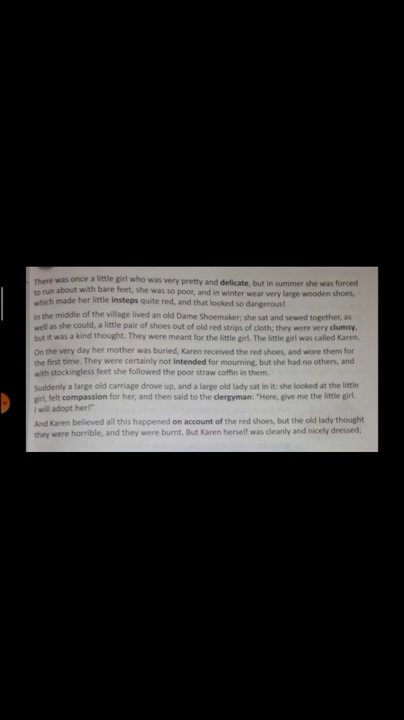 There was once a little girl who was very pretty and delicate, but in summer she was forced
to run about with bare feet, she was so poor, and in winter wear very large wooden shoes,
which made her little insteps quite red, and that looked so dangerous!
In the middle of the village lived an old Dame Shoemaker; she sat and sewed together, as
well as she could, a little pair of shoes out of old red strips of cloth; they were very clumsy,
but it was a kind thought. They were meant for the little girl. The little girl was called Karen.
On the very day her mother was buried, Karen received the red shoes, and wore them for
the first time. They were certainly not intended for mourning, but she had no others, and
with stockingless feet she followed the poor straw coffin in them.
Suddenly a large old carriage drove up, and a large old lady sat in it: she looked at the little
girl, felt compassion for her, and then said to the clergyman: "Here, give me the little girl.
I will adopt her!"
And Karen believed all this happened on account of the red shoes, but the old lady thought
they were horrible, and they were burnt. But Karen herself was cleanly and nicely dressed;